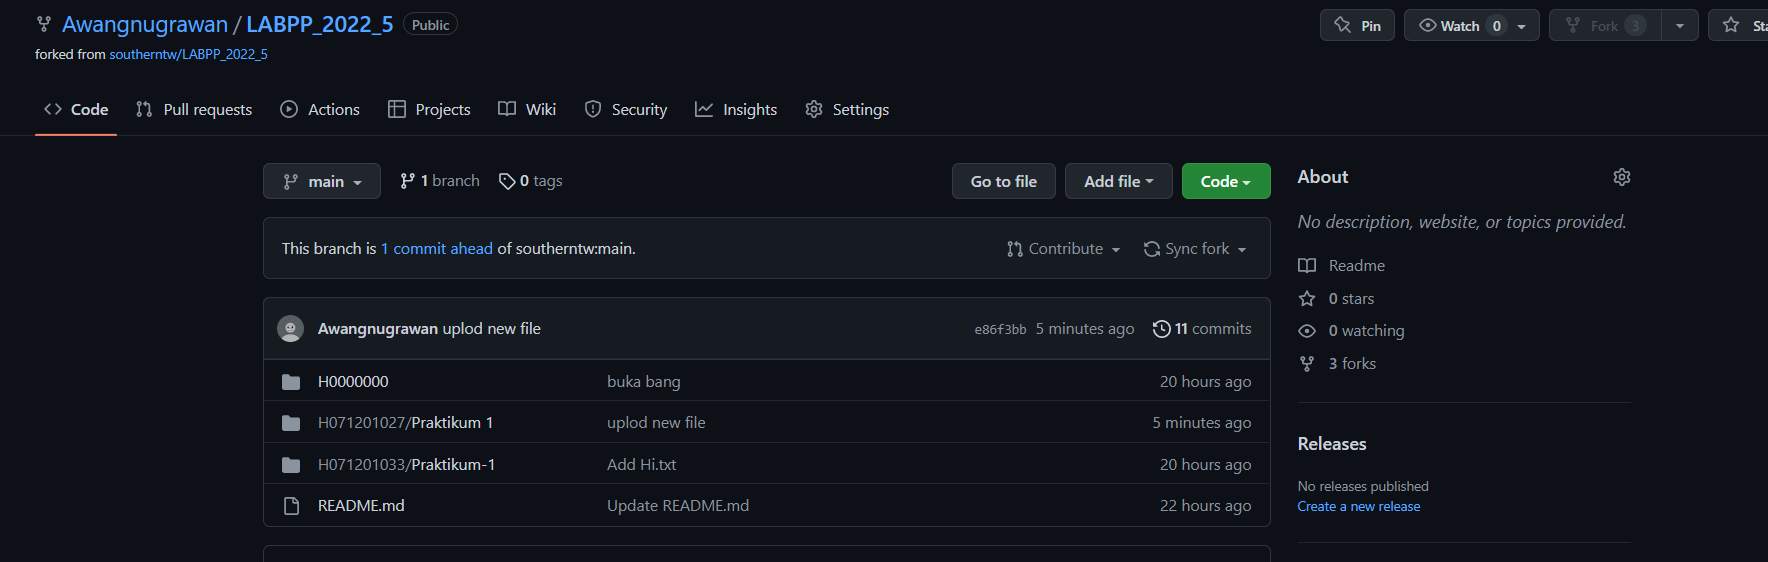 Awangnugrawan / LABPP_2022_5 Public
Pin Watch 0 Fork 3 Sta
forked from southerntw/LABPP_2022_5
Code Pull requests Actions Projects Wiki Security Insights Settings
main 1 branch 0 tags Go to file Add file Code
This branch is 1 commit ahead of southerntw:main. Contribute Sync fork
Awangnugrawan uplod new file e86f3bb 5 minutes ago 11 commits
H0000000 buka bang 20 hours ago
H071201027/Praktikum 1 uplod new file 5 minutes ago
H071201033/Praktikum-1 Add Hi.txt 20 hours ago
README.md Update README.md 22 hours ago
About
No description, website, or topics provided.
Readme
0 stars
0 watching
3 forks
Releases
No releases published
Create a new release